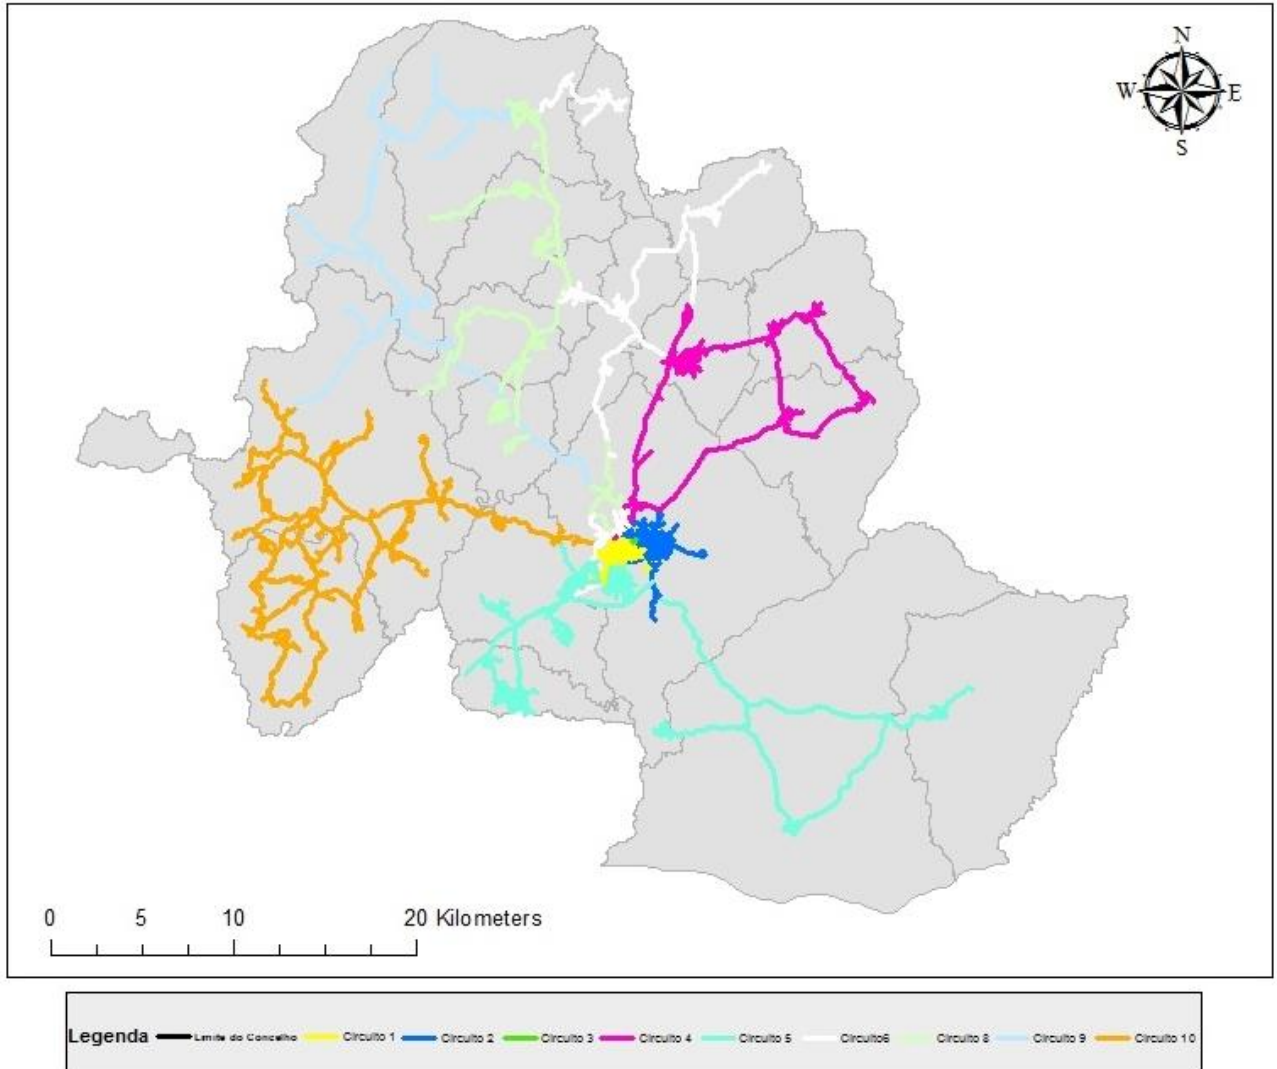 N
W E
S
0 5 10 20 Kilometers
Legenda Limite do Concelho Circuito 1 Circuito 2 Circuito 3 Circuito 4 Circuito 5 Circuito6 Circuito 8 Circuito 9 Circuito 10